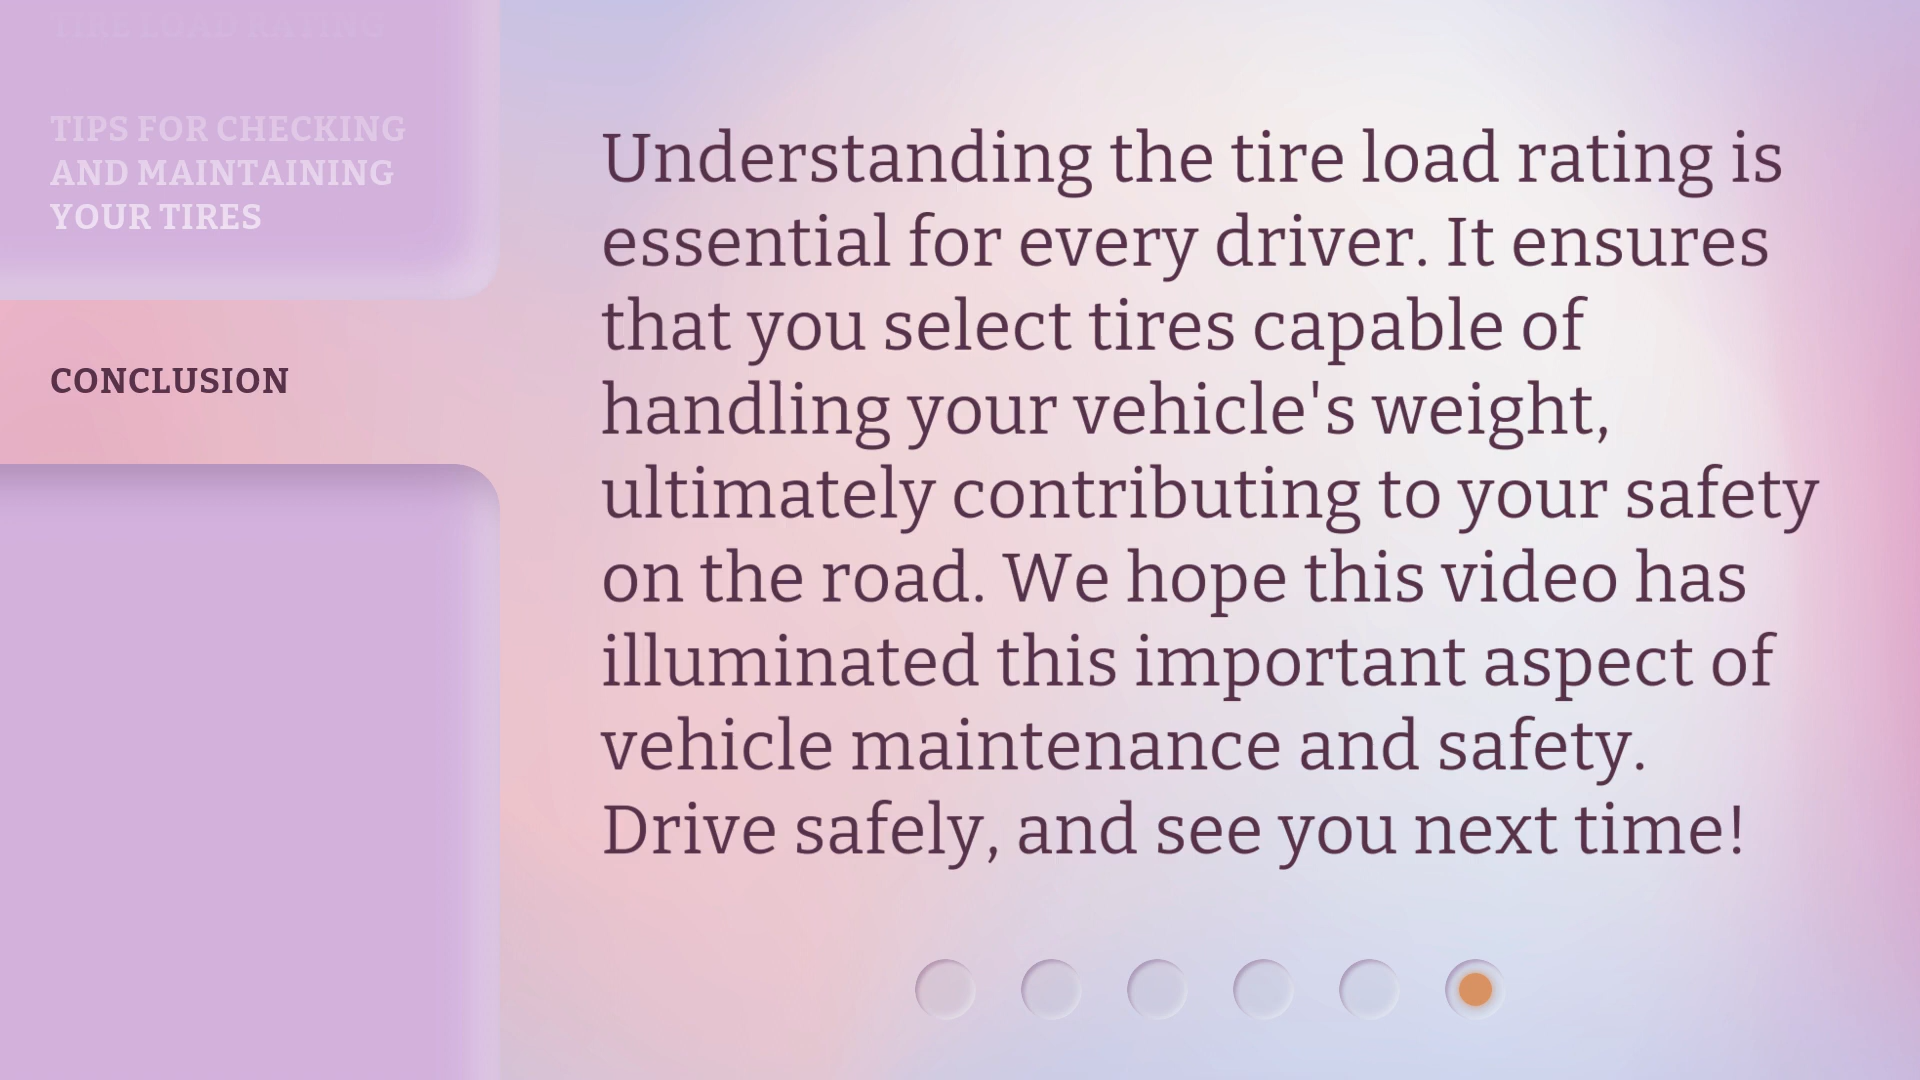 TIRE LOAD RATING
TIPS FOR CHECKING
AND MAINTAINING
YOUR TIRES
CONCLUSION
Understanding the tire load rating is
essential for every driver. It ensures
that you select tires capable of
handling your vehicle's weight,
ultimately contributing to your safety
on the road. We hope this video has
illuminated this important aspect of
vehicle maintenance and safety.
Drive safely, and see you next time!